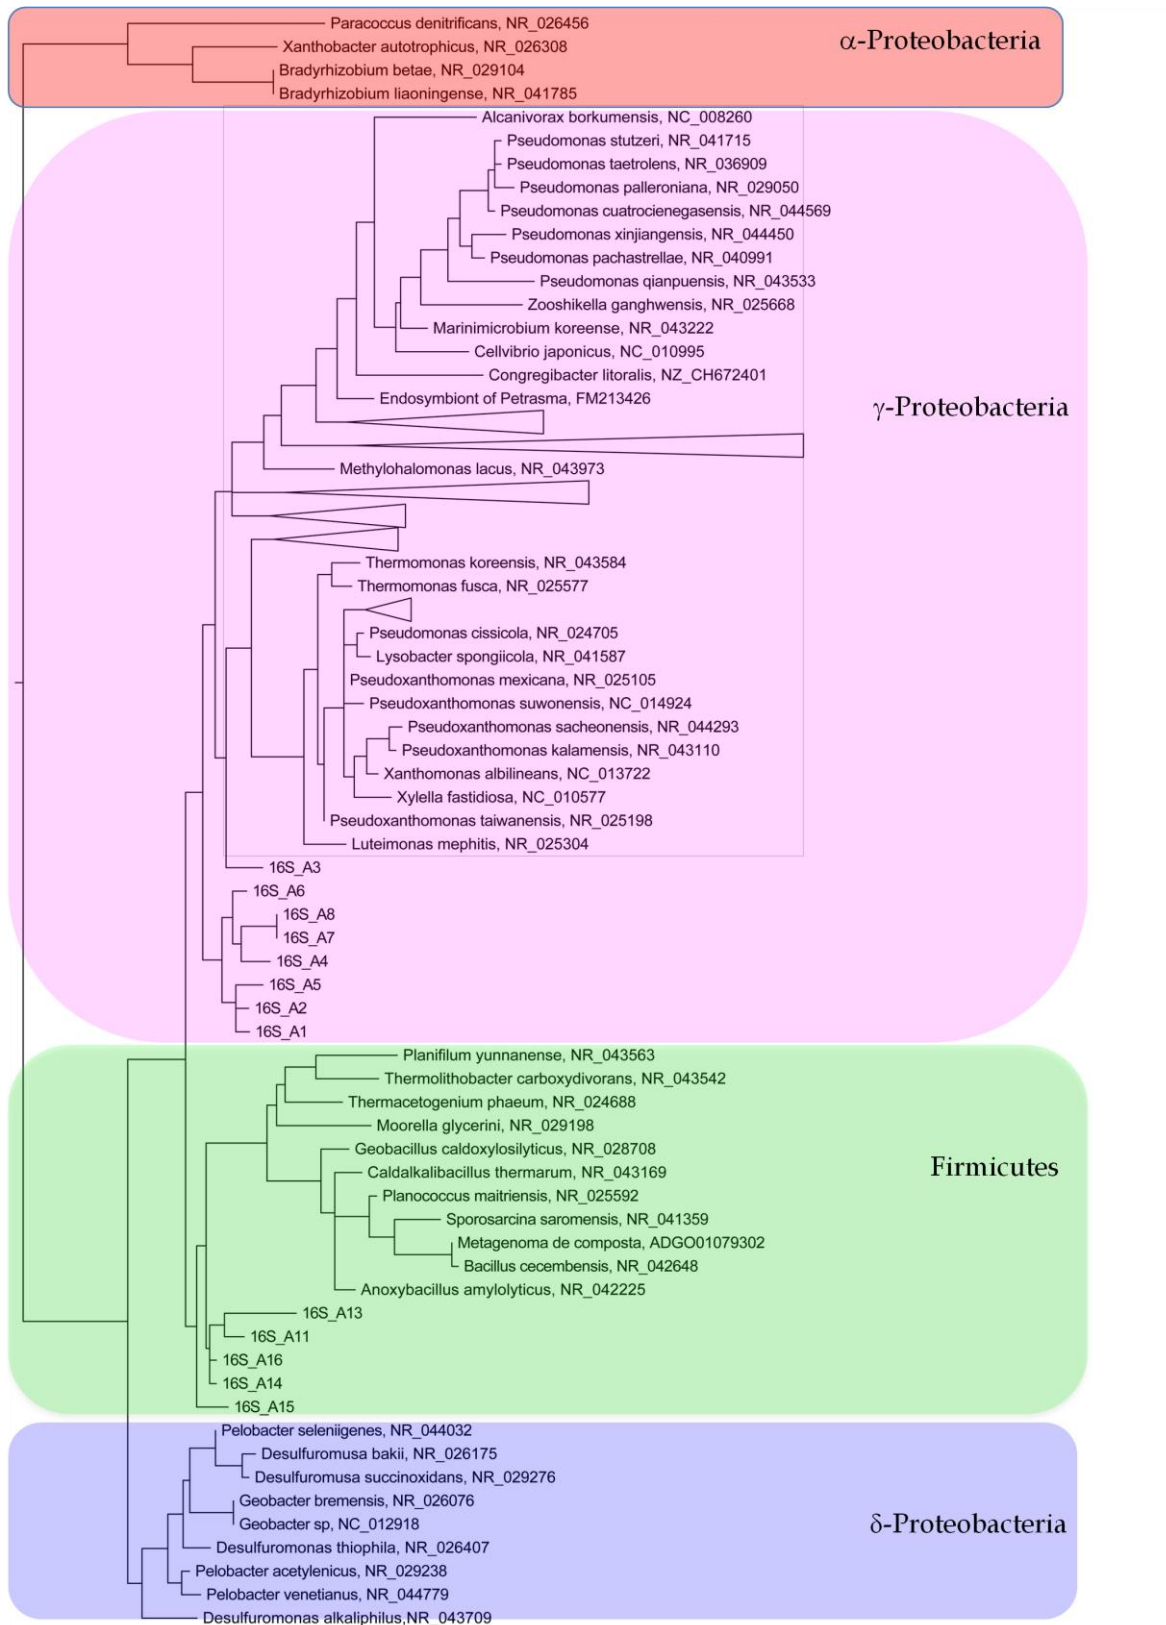 Paracoccus denitrificans, NR_026456
α-Proteobacteria
Xanthobacter autotrophicus, NR_026308
Bradyrhizobium betae, NR_029104
Bradyrhizobium liaoningense, NR_041785
Alcanivorax borkumensis, NC_008260
Pseudomonas stutzeri, NR_041715
Pseudomonas taetrolens, NR_036909
Pseudomonas palleroniana, NR_029050
Pseudomonas cuatrocienegasensis, NR_044569
Pseudomonas xinjiangensis, NR_044450
Pseudomonas pachastrellae, NR_040991
Pseudomonas qianpuensis, NR_043533
Zooshikella ganghwensis, NR_025668
Marinimicrobium koreense, NR_043222
Cellvibrio japonicus, NC_010995
Congregibacter litoralis, NZ_CH672401
Endosymbiont of Petrasma, FM213426
γ-Proteobacteria
Methylohalomonas lacus, NR_043973
Thermomonas koreensis, NR_043584
Thermomonas fusca, NR_025577
Pseudomonas cissicola, NR_024705
Lysobacter spongiicola, NR_041587
Pseudoxanthomonas mexicana, NR_025105
Pseudoxanthomonas suwonensis, NC_014924
Pseudoxanthomonas sacheonensis, NR_044293
Pseudoxanthomonas kalamensis, NR_043110
Xanthomonas albilineans, NC_013722
Xylella fastidiosa, NC_010577
Pseudoxanthomonas taiwanensis, NR_025198
Luteimonas mephitis, NR_025304
16S_A3
16S_A6
16S_A8
16S_A7
16S_A4
16S_A5
16S_A2
16S_A1
Planifilum yunnanense, NR_043563
Thermolithobacter carboxydivorans, NR_043542
Thermacetogenium phaeum, NR_024688
Moorella glycerini, NR_029198
Geobacillus caldoxylosilyticus, NR_028708
Firmicutes
Caldalkalibacillus thermarum, NR_043169
Planococcus maitriensis, NR_025592
Sporosarcina saromensis, NR_041359
Metagenoma de composta, ADGO01079302
Bacillus cecembensis, NR_042648
Anoxybacillus amylolyticus, NR_042225
16S_A13
16S_A11
16S_A16
16S_A14
16S_A15
Pelobacter seleniigenes, NR_044032
Desulfuromusa bakii, NR_026175
Desulfuromusa succinoxidans, NR_029276
Geobacter bremensis, NR_026076
Geobacter sp, NC_012918
δ-Proteobacteria
Desulfuromonas thiophila, NR_026407
Pelobacter acetylenicus, NR_029238
Pelobacter venetianus, NR_044779
Desulfuromonas alkaliphilus,NR_043709